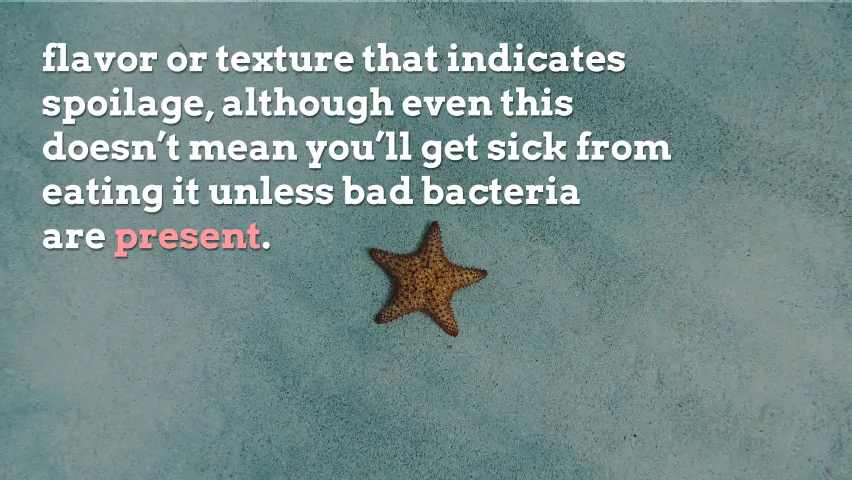 flavor or texture that indicates
spoilage, although even this
doesn’t mean you’ll get sick from
eating it unless bad bacteria
are present.